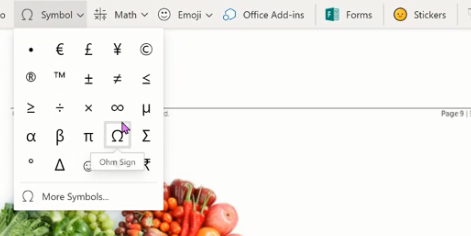 Symbol Math Emoji Office Add-ins Forms Stickers
• € £ ¥ ©
® ™ ± ≠ ≤
≥ ÷ × ∞ µ
α β π Ω Σ
° Δ ☺ ₹
Ohm Sign
More Symbols...
Page 9 |